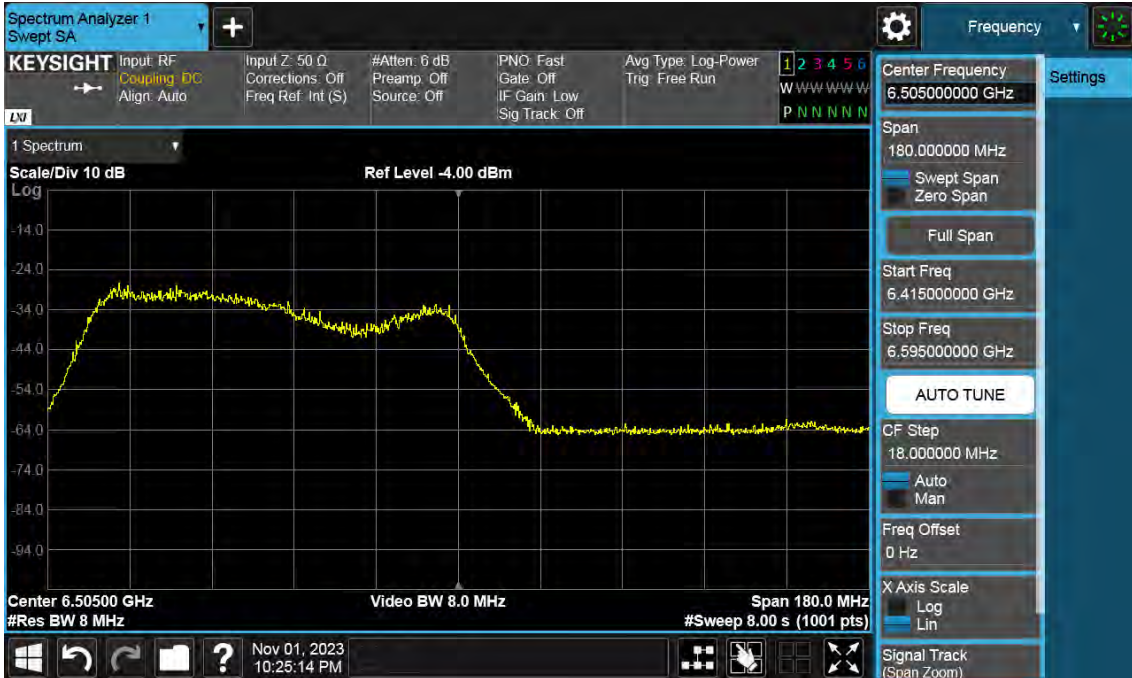 Spectrum Analyzer 1
Swept SA
+
Frequency
KEYSIGHT
LXI
Input: RF
Coupling: DC
Align: Auto
Input Z: 50 Ω
Corrections: Off
Freq Ref: Int (S)
#Atten: 6 dB
Preamp: Off
Source: Off
PNO: Fast
Gate: Off
IF Gain: Low
Sig Track: Off
Avg Type: Log-Power
Trig: Free Run
1 2 3 4 5 6
W W W W W W
P N N N N N
Center Frequency
6.505000000 GHz
Settings
Span
180.000000 MHz
Swept Span
Zero Span
Full Span
Start Freq
6.415000000 GHz
Stop Freq
6.595000000 GHz
AUTO TUNE
CF Step
18.000000 MHz
Auto
Man
Freq Offset
0 Hz
X Axis Scale
Log
Lin
Signal Track
(Span Zoom)
1 Spectrum
Scale/Div 10 dB
Ref Level -4.00 dBm
Log
-14.0
-24.0
-34.0
-44.0
-54.0
-64.0
-74.0
-84.0
-94.0
Center 6.50500 GHz
Video BW 8.0 MHz
Span 180.0 MHz
#Res BW 8 MHz
#Sweep 8.00 s (1001 pts)
?
Nov 01, 2023
10:25:14 PM